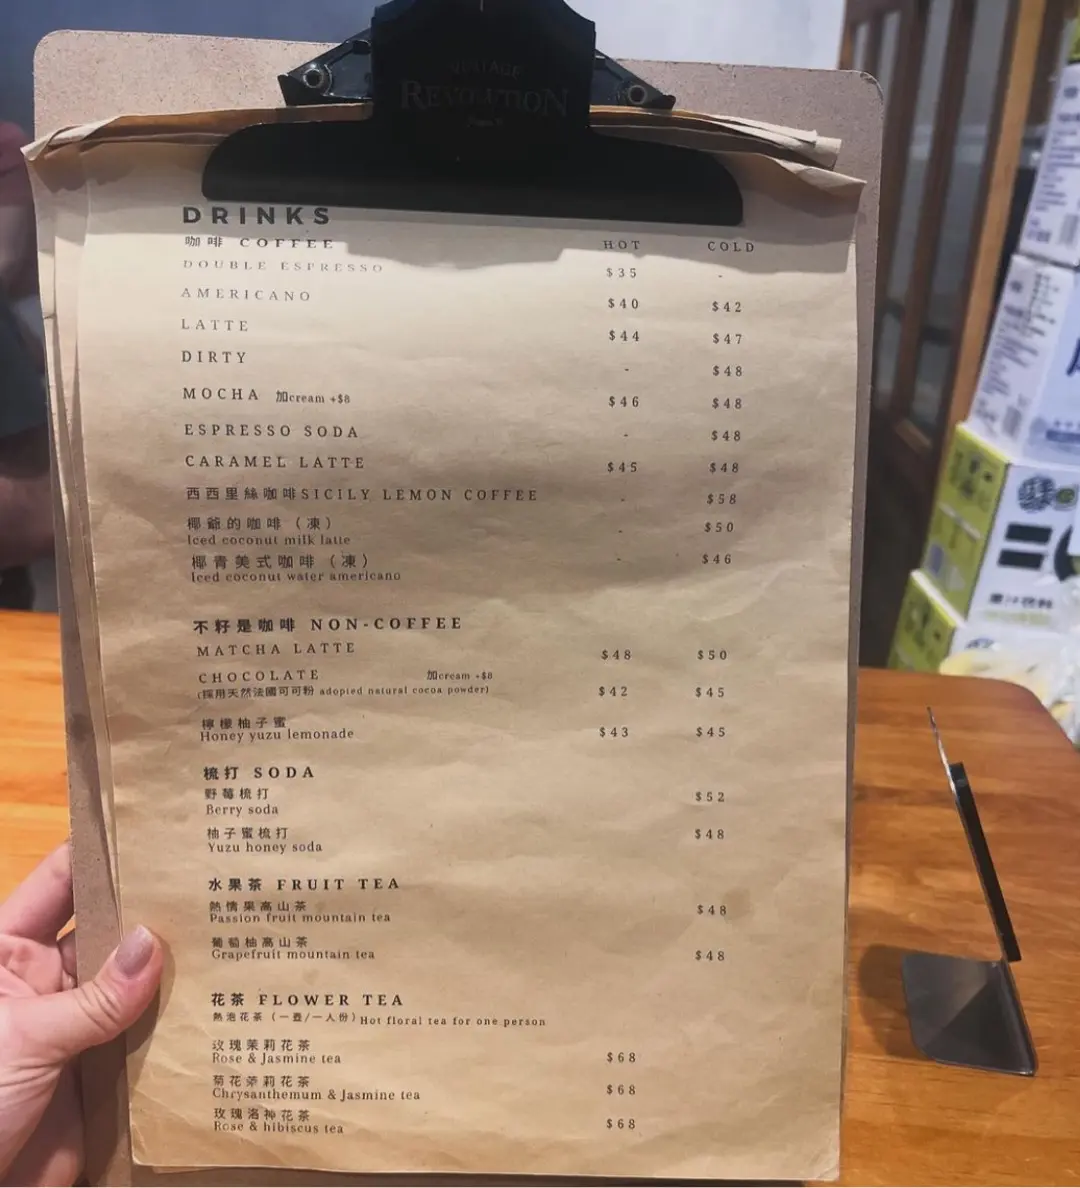 REVOLUTION
DRINKS
咖啡 COFFEE HOT COLD
DOUBLE ESPRESSO $35 -
AMERICANO $40 $42
LATTE $44 $47
DIRTY - $48
MOCHA 加cream +$8 $46 $48
ESPRESSO SODA - $48
CARAMEL LATTE $45 $48
西西里絲咖啡SICILY LEMON COFFEE - $58
椰爺的咖啡（凍） - $50
Iced coconut milk latte
椰青美式咖啡（凍） - $46
Iced coconut water americano
不好是咖啡 NON-COFFEE
MATCHA LATTE $48 $50
CHOCOLATE 加cream +$8
(採用天然法國可可粉 adopted natural cocoa powder) $42 $45
檸檬柚子蜜
Honey yuzu lemonade $43 $45
梳打 SODA
野莓梳打 $52
Berry soda
柚子蜜梳打 $48
Yuzu honey soda
水果茶 FRUIT TEA
熱情果高山茶 $48
Passion fruit mountain tea
葡萄柚高山茶
Grapefruit mountain tea $48
花茶 FLOWER TEA
熱泡花茶（一壺/一人份）Hot floral tea for one person
玫瑰茉莉花茶
Rose & Jasmine tea $68
菊花茉莉花茶
Chrysanthemum & Jasmine tea $68
玫瑰洛神花茶
Rose & hibiscus tea $68